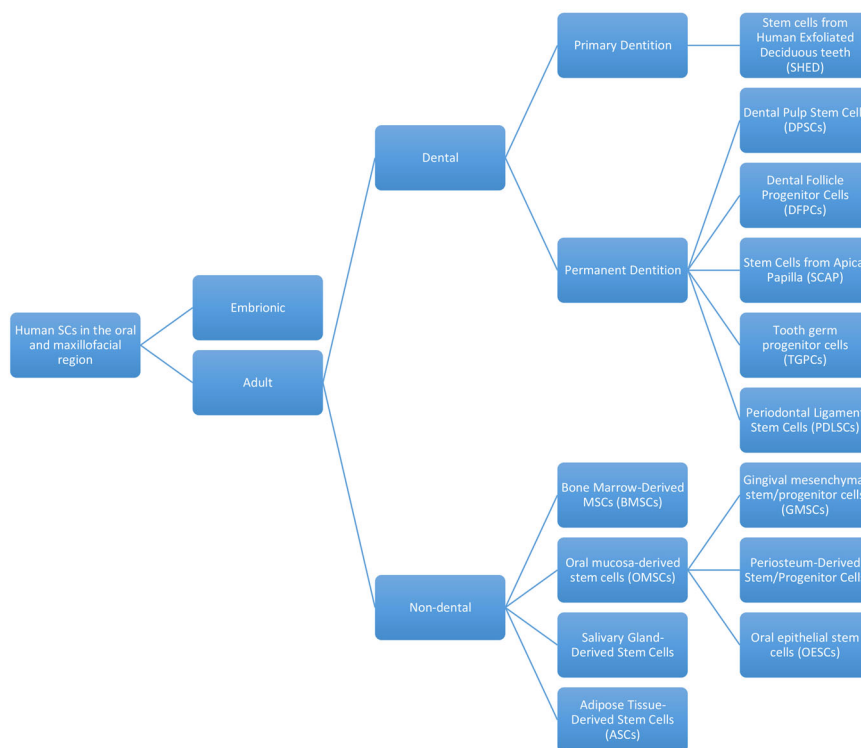 Stem cells from
Human Exfoliated
Deciduous teeth
(SHED)
Primary Dentition
Dental Pulp Stem Cell
(DPSCs)
Dental
Dental Follicle
Progenitor Cells
(DFPCs)
Permanent Dentition
Stem Cells from Apica
Papilla (SCAP)
Embrionic
Human SCs in the oral
and maxillofacial
region
Tooth germ
progenitor cells
(TGPCs)
Adult
Periodontal Ligamen
Stem Cells (PDLSCs)
Bone Marrow-Derived
MSCs (BMSCs)
Gingival mesenchyma
stem/progenitor cells
(GMSCs)
Oral mucosa-derived
stem cells (OMSCs)
Periosteum-Derived
Stem/Progenitor Cell
Non-dental
Salivary Gland-
Derived Stem Cells
Oral epithelial stem
cells (OESCs)
Adipose Tissue-
Derived Stem Cells
(ASCs)